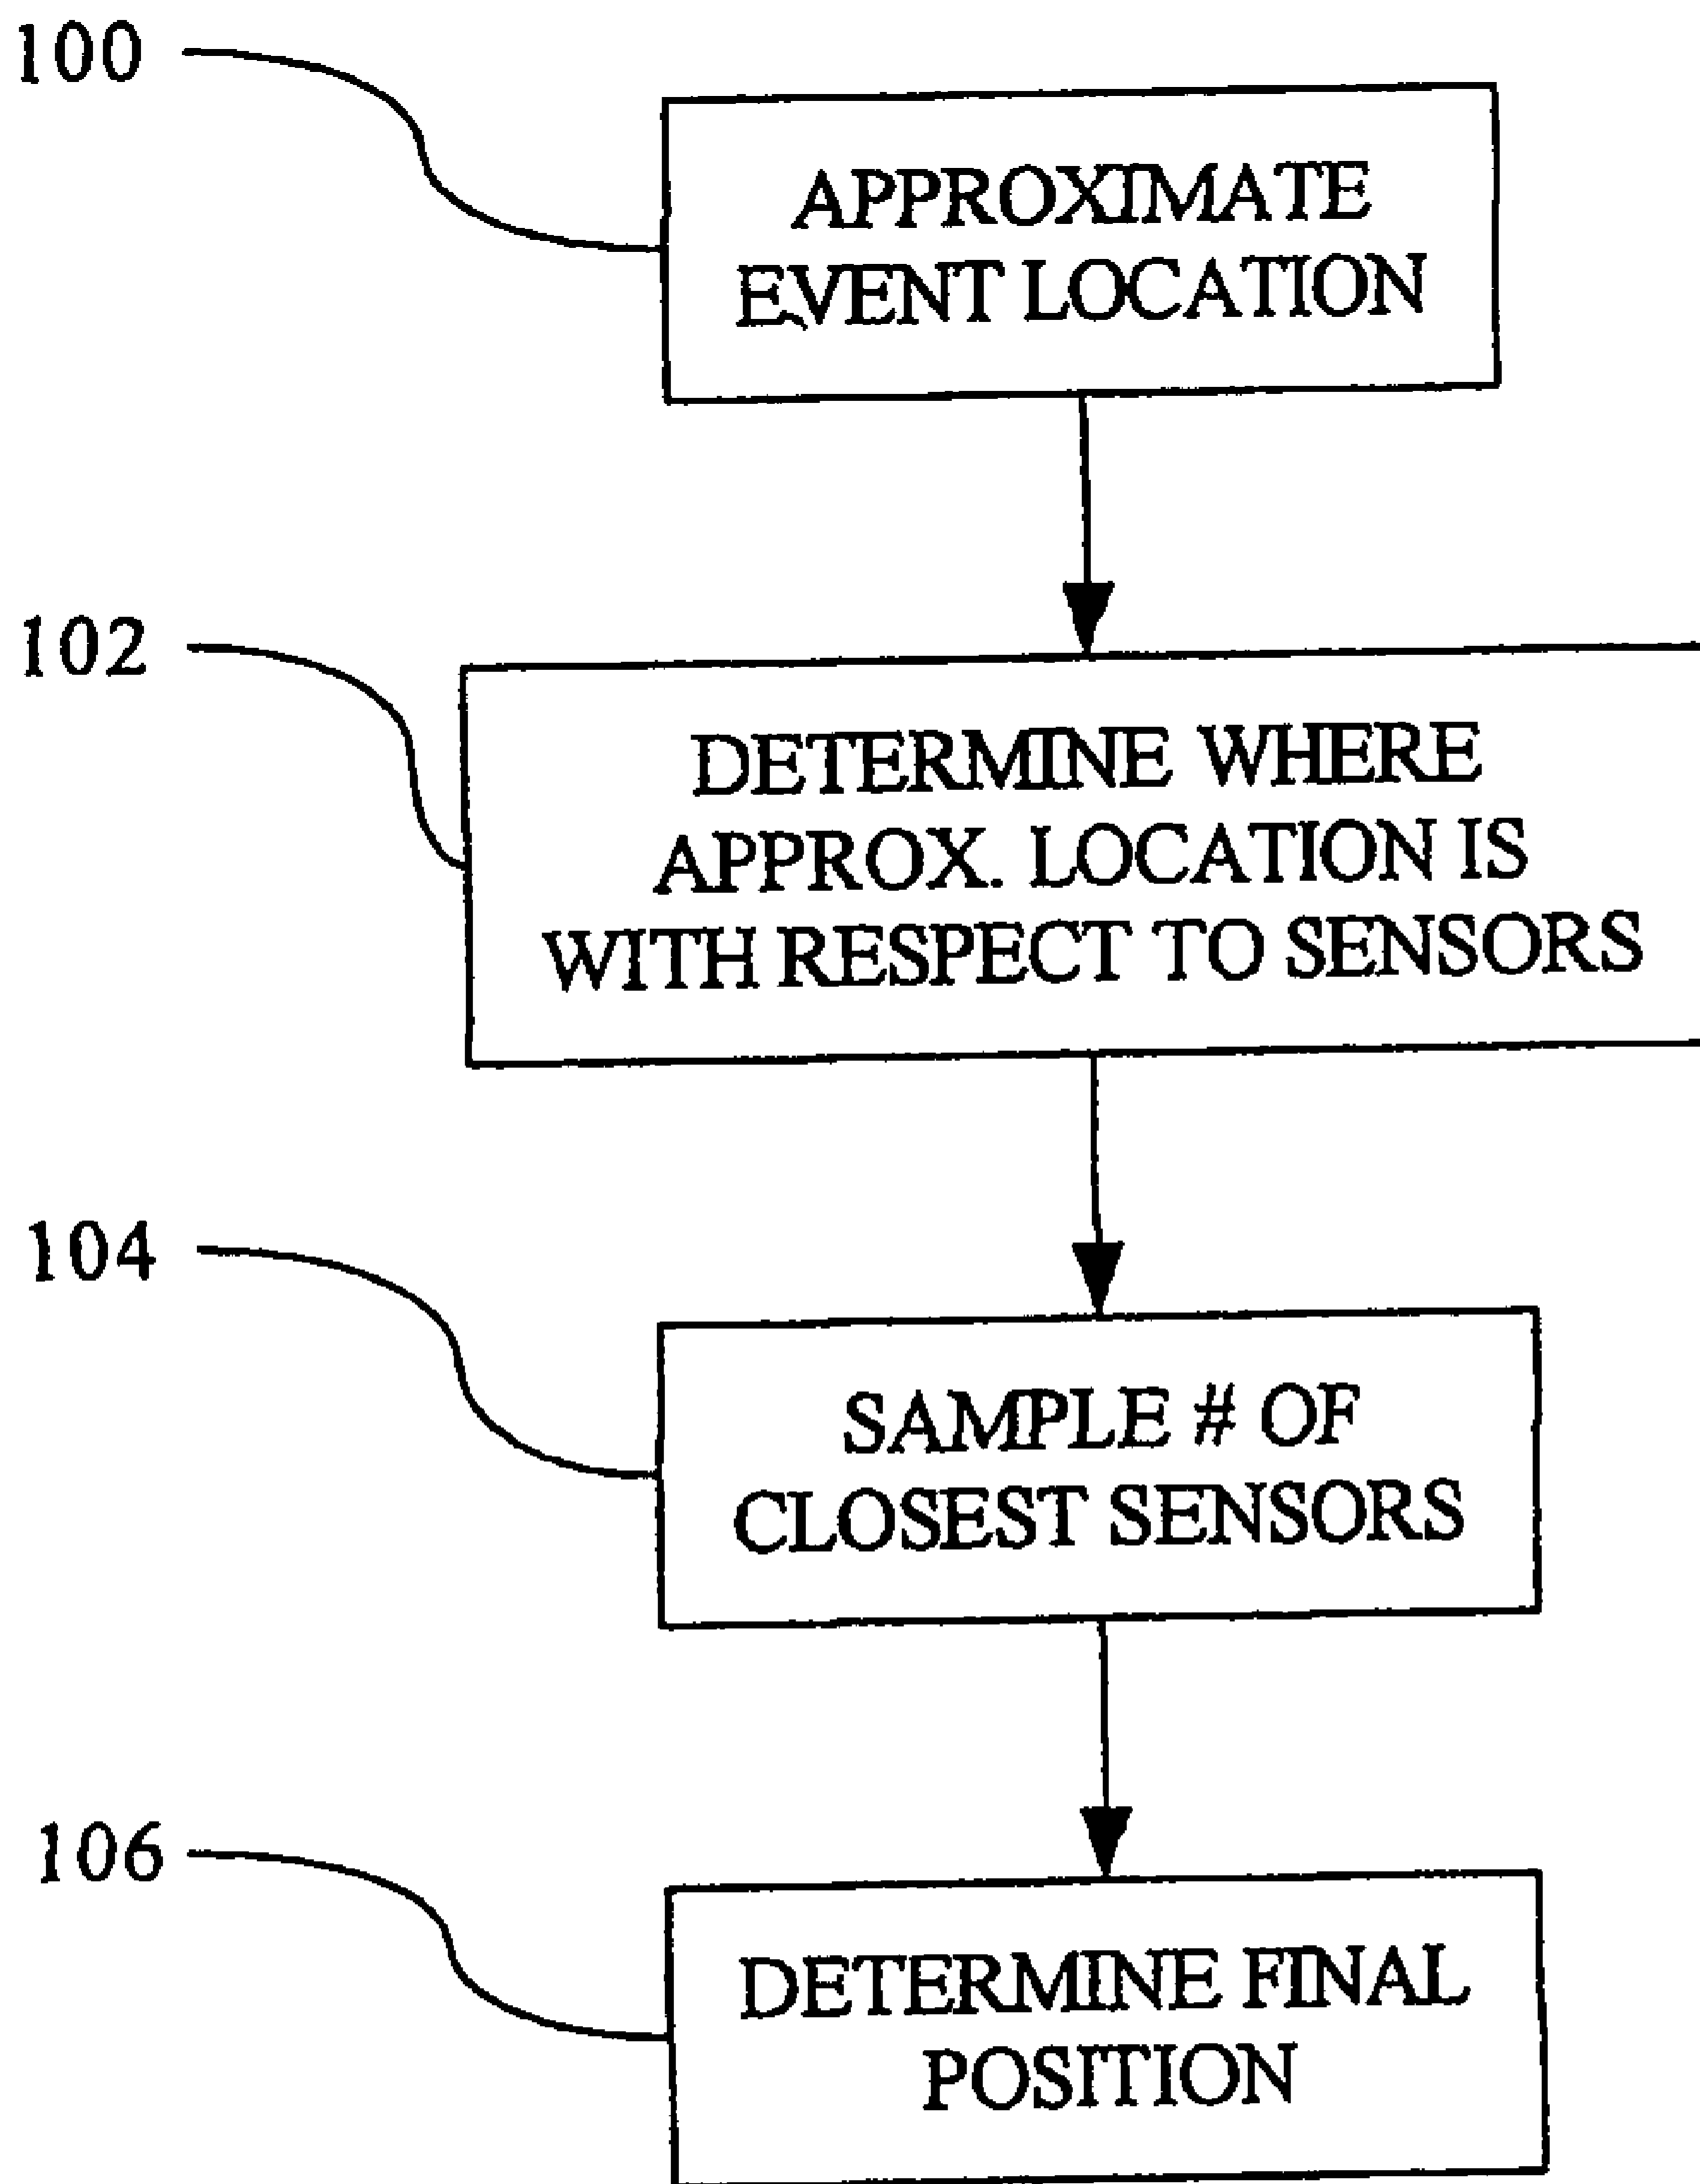 100
APPROXIMATE
EVENT LOCATION
102
DETERMINE WHERE
APPROX. LOCATION IS
WITH RESPECT TO SENSORS
104
SAMPLE # OF
CLOSEST SENSORS
106
DETERMINE FINAL
POSITION